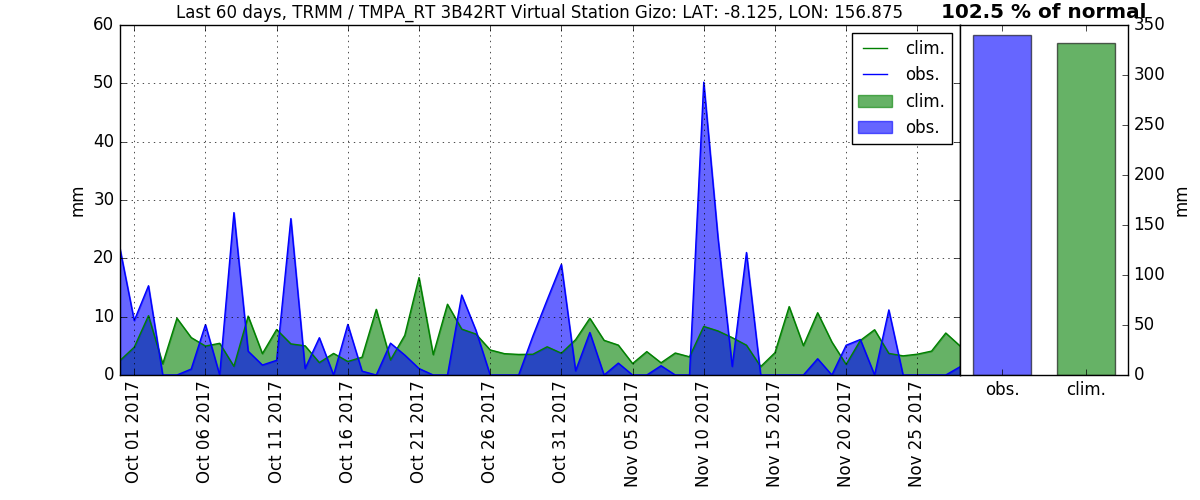 Last 60 days, TRMM / TMPA_RT 3B42RT Virtual Station Gizo: LAT: -8.125, LON: 156.875
102.5 % of normal
60
50
40
30
20
10
0
mm
clim.
obs.
clim.
obs.
350
300
250
200
150
100
50
0
mm
obs.
clim.
Oct 01 2017
Oct 06 2017
Oct 11 2017
Oct 16 2017
Oct 21 2017
Oct 26 2017
Oct 31 2017
Nov 05 2017
Nov 10 2017
Nov 15 2017
Nov 20 2017
Nov 25 2017